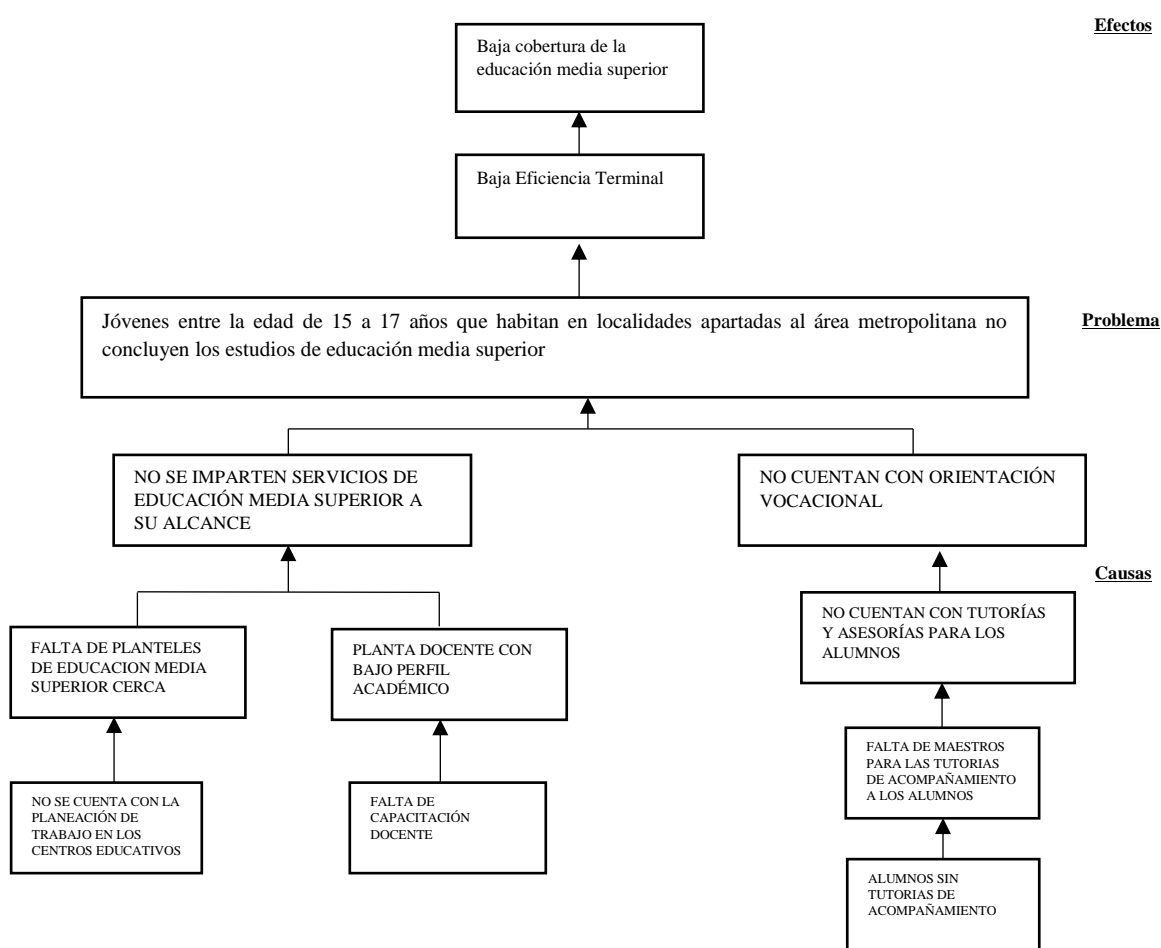 Efectos
Baja cobertura de la
educación media superior
Baja Eficiencia Terminal
Jóvenes entre la edad de 15 a 17 años que habitan en localidades apartadas al área metropolitana no
concluyen los estudios de educación media superior
Problema
NO SE IMPARTEN SERVICIOS DE
EDUCACIÓN MEDIA SUPERIOR A
SU ALCANCE
NO CUENTAN CON ORIENTACIÓN
VOCACIONAL
Causas
FALTA DE PLANTELES
DE EDUCACION MEDIA
SUPERIOR CERCA
PLANTA DOCENTE CON
BAJO PERFIL
ACADÉMICO
NO CUENTAN CON TUTORÍAS
Y ASESORÍAS PARA LOS
ALUMNOS
NO SE CUENTA CON LA
PLANEACIÓN DE
TRABAJO EN LOS
CENTROS EDUCATIVOS
FALTA DE
CAPACITACIÓN
DOCENTE
FALTA DE MAESTROS
PARA LAS TUTORIAS
DE ACOMPAÑAMIENTO
A LOS ALUMNOS
ALUMNOS SIN
TUTORIAS DE
ACOMPAÑAMIENTO